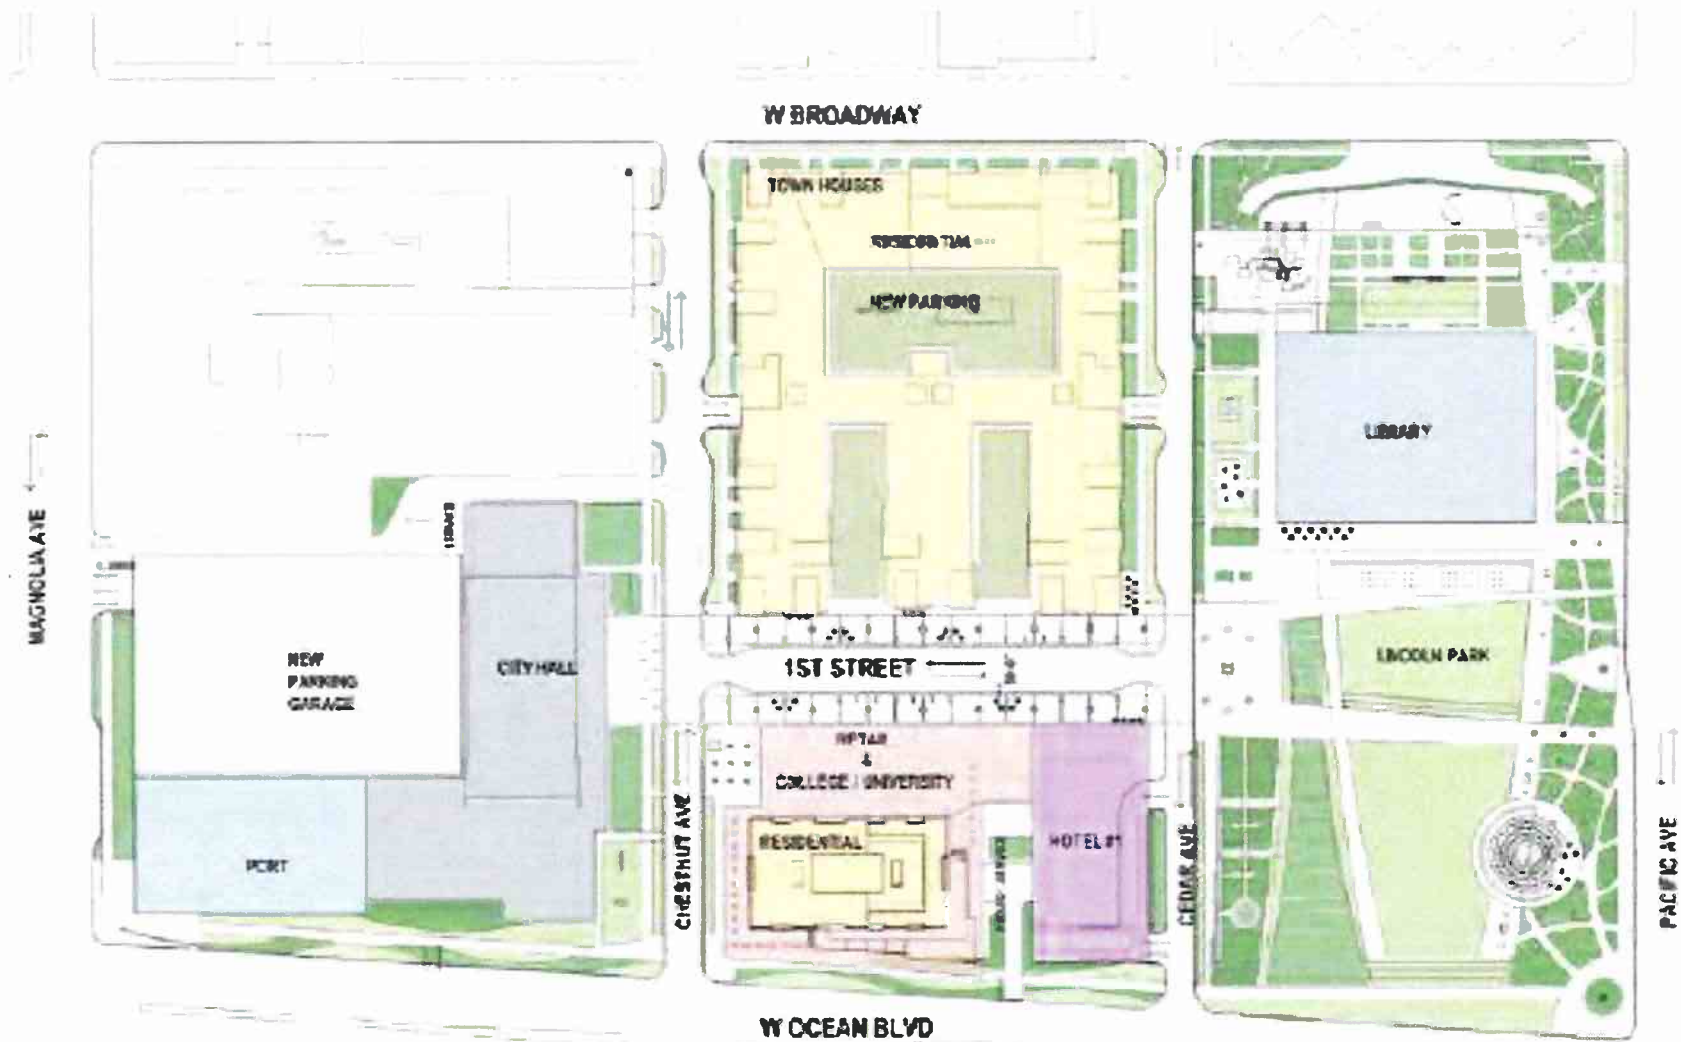 W BROADWAY
TOWN HOUSES
RESIDENTIAL
NEW PARKING
LIBRARY
MAGNOLIA AVE
NEW
PARKING
GARAGE
CITY HALL
1ST STREET
LINCOLN PARK
RETAIL
COLLEGE / UNIVERSITY
RESIDENTIAL
HOTEL #1
PORT
CHESTNUT AVE
CEDAR AVE
PACIFIC AVE
W OCEAN BLVD